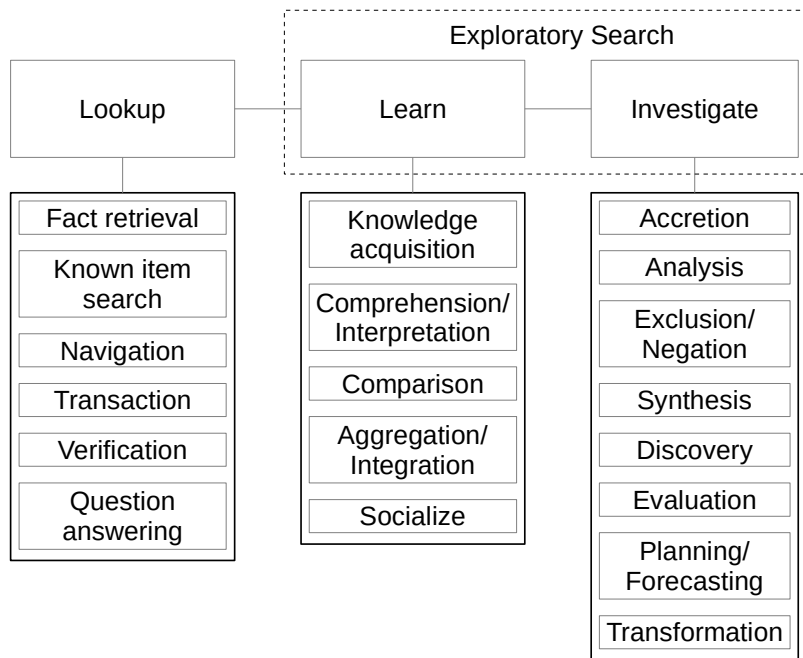 Exploratory Search
Lookup
Learn
Investigate
Fact retrieval
Known item
search
Navigation
Transaction
Verification
Question
answering
Knowledge
acquisition
Comprehension/
Interpretation
Comparison
Aggregation/
Integration
Socialize
Accretion
Analysis
Exclusion/
Negation
Synthesis
Discovery
Evaluation
Planning/
Forecasting
Transformation